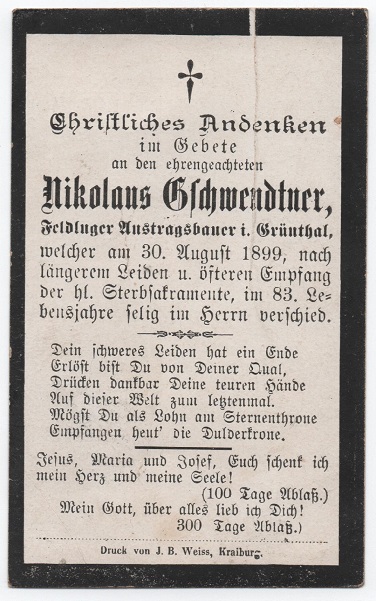 Christliches Andenken
im Gebete
an den ehrengeachteten
Nikolaus Gschwendtner,
Feldluger Austragsbauer i. Grünthal,
welcher am 30. August 1899, nach
längerem Leiden u. öfteren Empfang
der hl. Sterbsakramente, im 83. Le-
bensjahre selig im Herrn verschied.
Dein schweres Leiden hat ein Ende
Erlöst bist Du von Deiner Qual,
Drücken dankbar Deine teuren Hände
Auf dieser Welt zum letztenmal.
Mögst Du als Lohn am Sternenthrone
Empfangen heut' die Dulderkrone.
Jesus, Maria und Josef, Euch schenk ich
mein Herz und meine Seele!
(100 Tage Ablaß.)
Mein Gott, über alles lieb ich Dich!
300 Tage Ablaß.)
Druck von J. B. Weiss, Kraiburg.